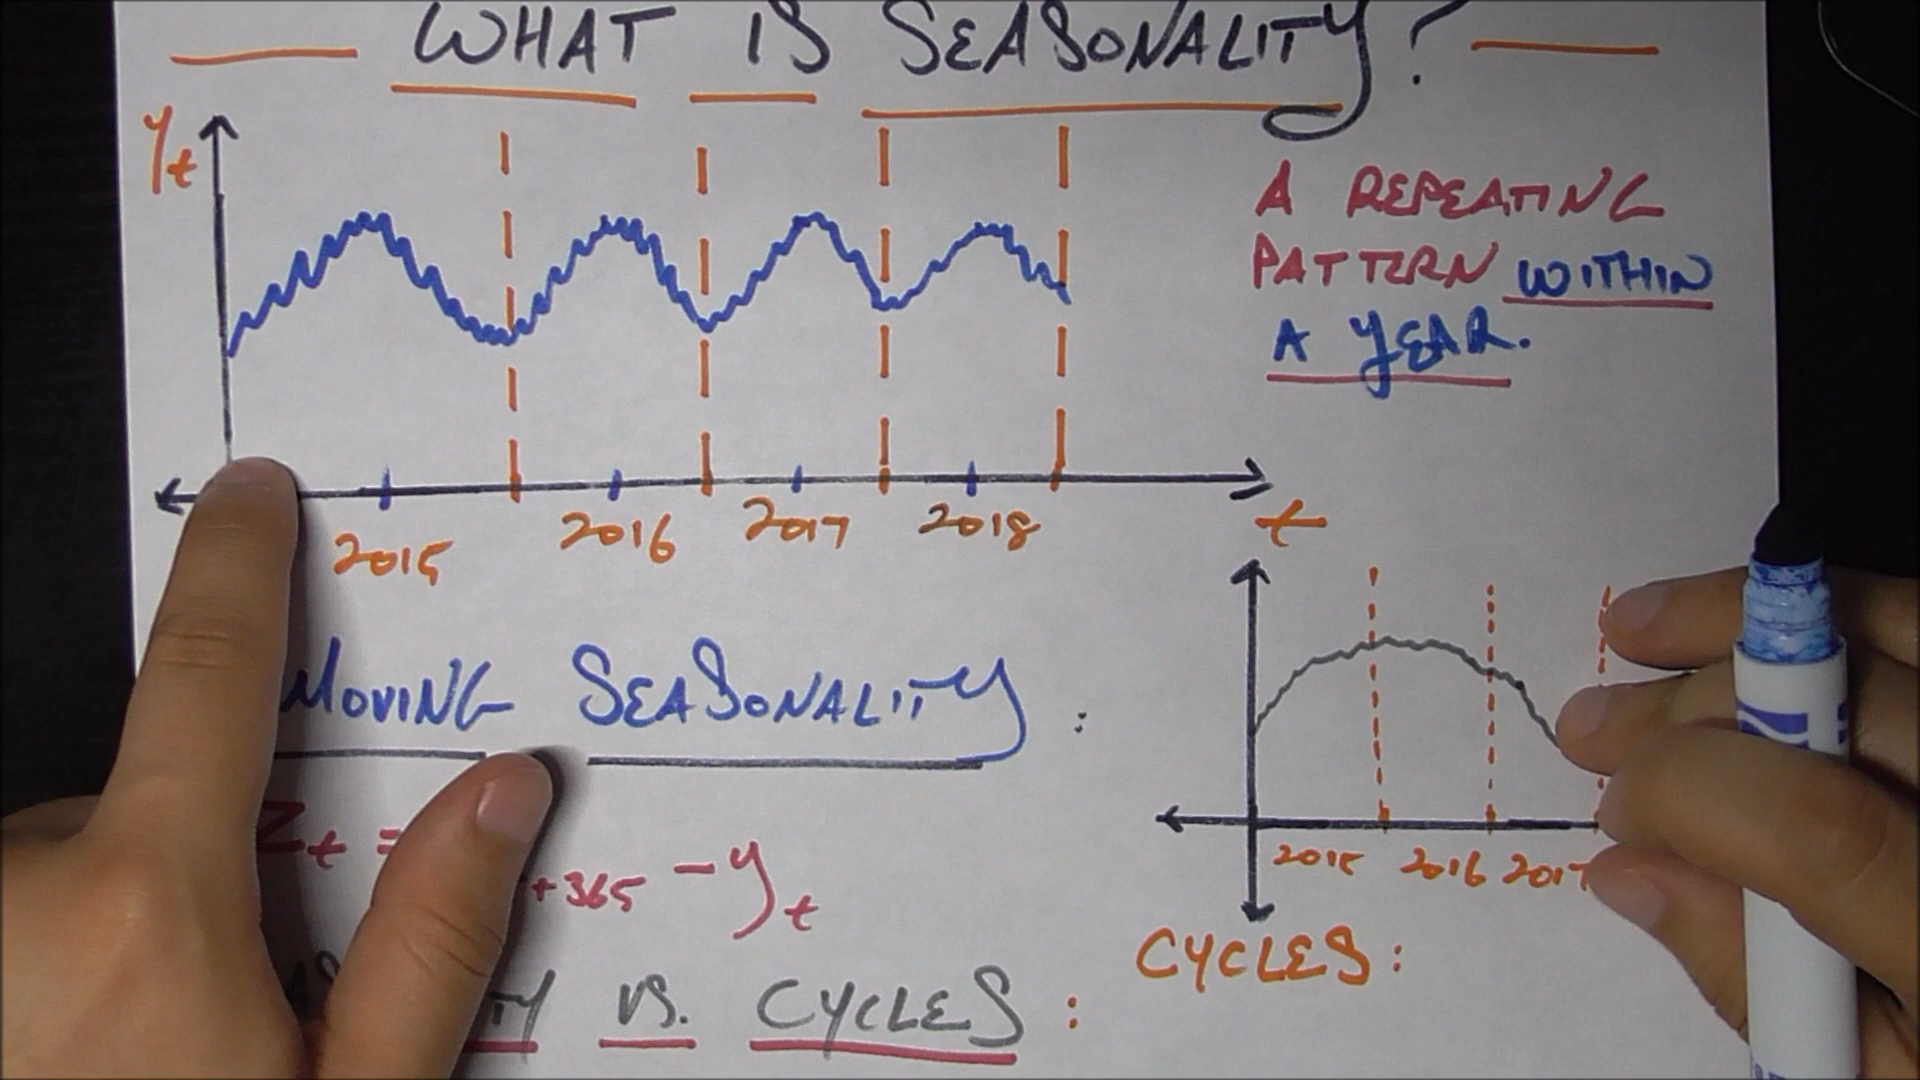 WHAT IS SEASONALITY?
Yt
A REPEATING
PATTERN WITHIN
A YEAR.
2015 2016 2017 2018 t
MOVING SEASONALITY :
Zt = +365 - yt
2015 2016 2017
CYCLES:
VS. CYCLES :